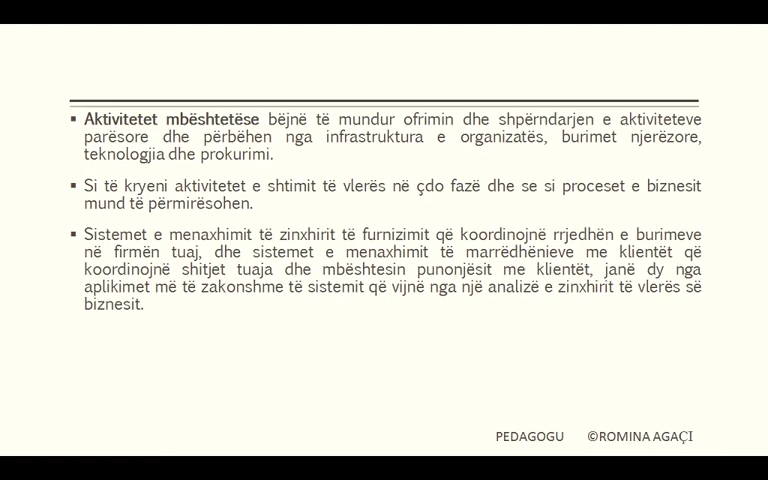 ▪ Aktivitetet mbështetëse bëjnë të mundur ofrimin dhe shpërndarjen e aktiviteteve
parësore dhe përbëhen nga infrastruktura e organizatës, burimet njerëzore,
teknologjia dhe prokurimi.
▪ Si të kryeni aktivitetet e shtimit të vlerës në çdo fazë dhe se si proceset e biznesit
mund të përmirësohen.
▪ Sistemet e menaxhimit të zinxhirit të furnizimit që koordinojnë rrjedhën e burimeve
në firmën tuaj, dhe sistemet e menaxhimit të marrëdhënieve me klientët që
koordinojnë shitjet tuaja dhe mbështesin punonjësit me klientët, janë dy nga
aplikimet më të zakonshme të sistemit që vijnë nga një analizë e zinxhirit të vlerës së
biznesit.
PEDAGOGU ©ROMINA AGAÇI